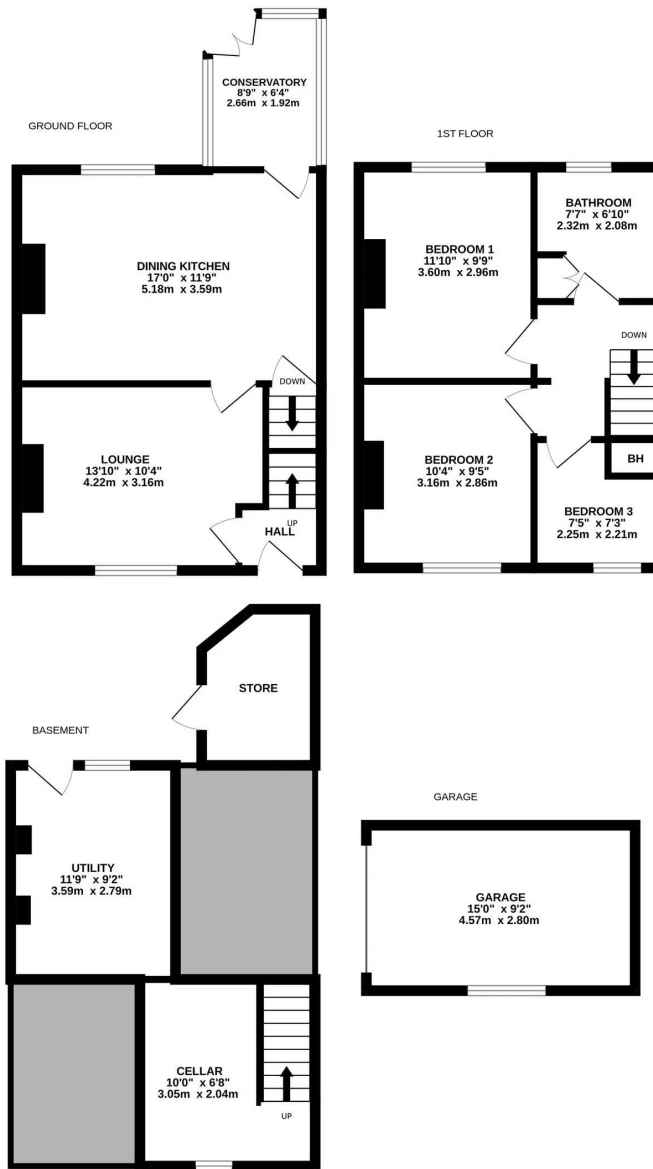 GROUND FLOOR
CONSERVATORY
8'9" x 6'4"
2.66m x 1.92m
DINING KITCHEN
17'0" x 11'9"
5.18m x 3.59m
DOWN
LOUNGE
13'10" x 10'4"
4.22m x 3.16m
UP
HALL
1ST FLOOR
BATHROOM
7'7" x 6'10"
2.32m x 2.08m
BEDROOM 1
11'10" x 9'9"
3.60m x 2.96m
DOWN
BEDROOM 2
10'4" x 9'5"
3.16m x 2.86m
BH
BEDROOM 3
7'5" x 7'3"
2.25m x 2.21m
BASEMENT
STORE
UTILITY
11'9" x 9'2"
3.59m x 2.79m
CELLAR
10'0" x 6'8"
3.05m x 2.04m
UP
GARAGE
GARAGE
15'0" x 9'2"
4.57m x 2.80m